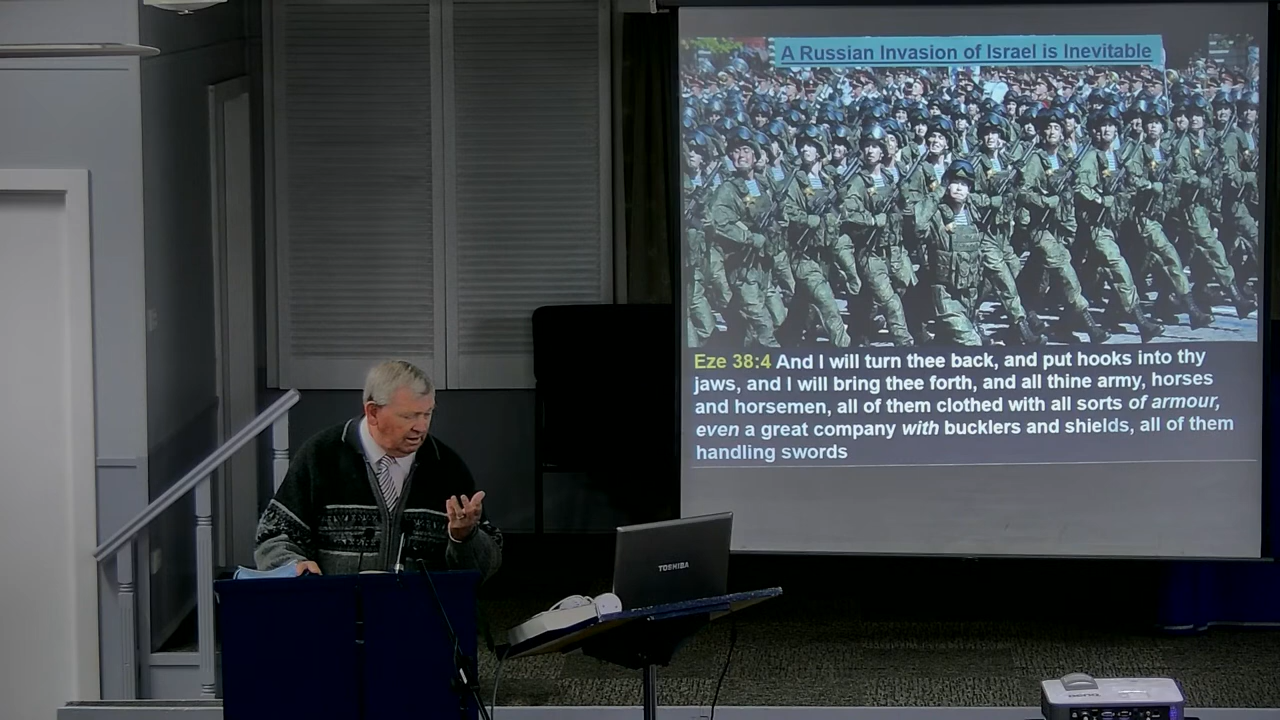 A Russian Invasion of Israel is Inevitable
Eze 38:4 And I will turn thee back, and put hooks into thy
jaws, and I will bring thee forth, and all thine army, horses
and horsemen, all of them clothed with all sorts of armour,
even a great company with bucklers and shields, all of them
handling swords
TOSHIBA